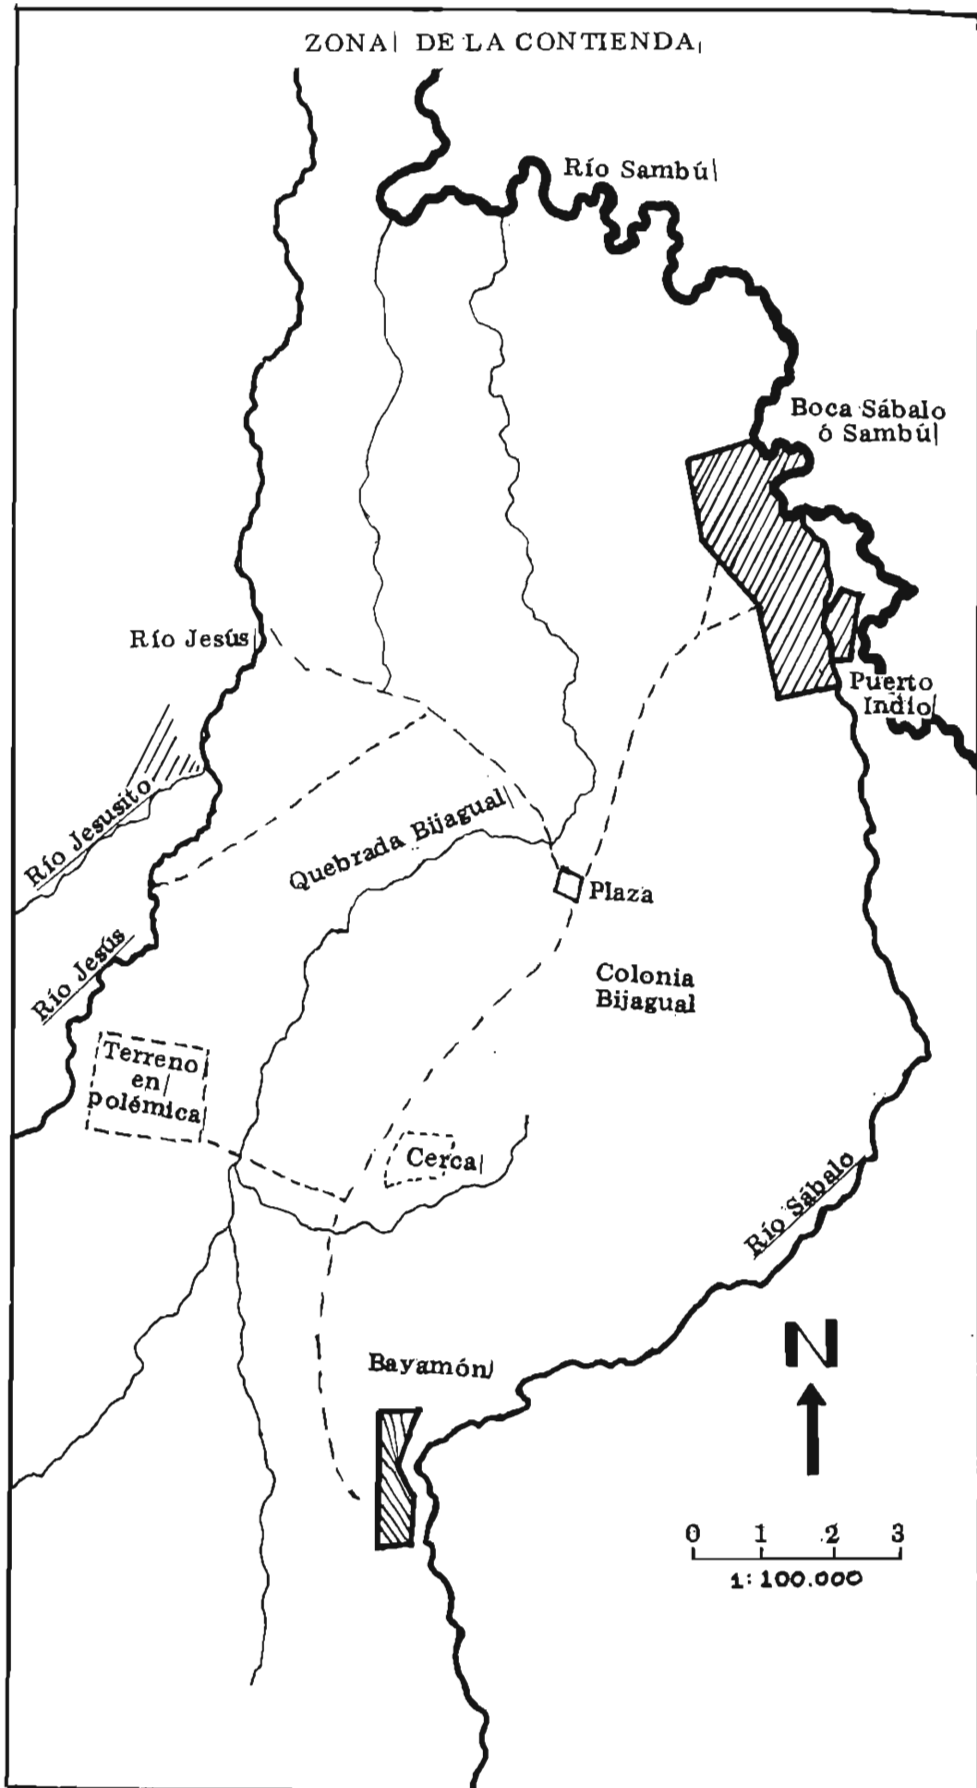 ZONA DE LA CONTIENDA
Río Sambú
Boca Sábalo
ó Sambú
Río Jesús
Puerto
Indio
Río Jesusito
Quebrada Bijagual
Plaza
Río Jesús
Colonia
Bijagual
Terreno
en
polémica
Cerca
Río Sábalo
N
Bayamón
0 1 2 3
1:100.000